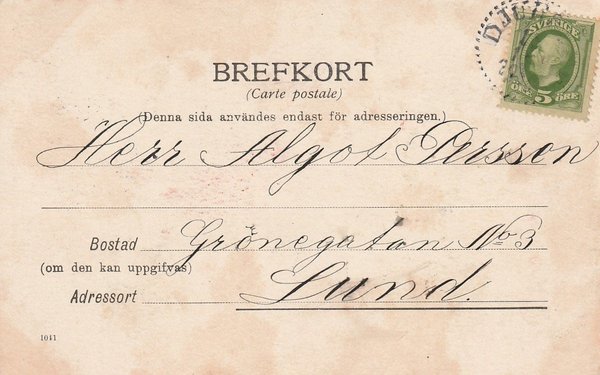 SVERIGE
5
ÖRE
BREFKORT
(Carte postale)
(Denna sida användes endast för adresseringen.)
Herr Algot Persson
Bostad Grönegatan No 3
(om den kan uppgifvas)
Adressort Lund.
1041